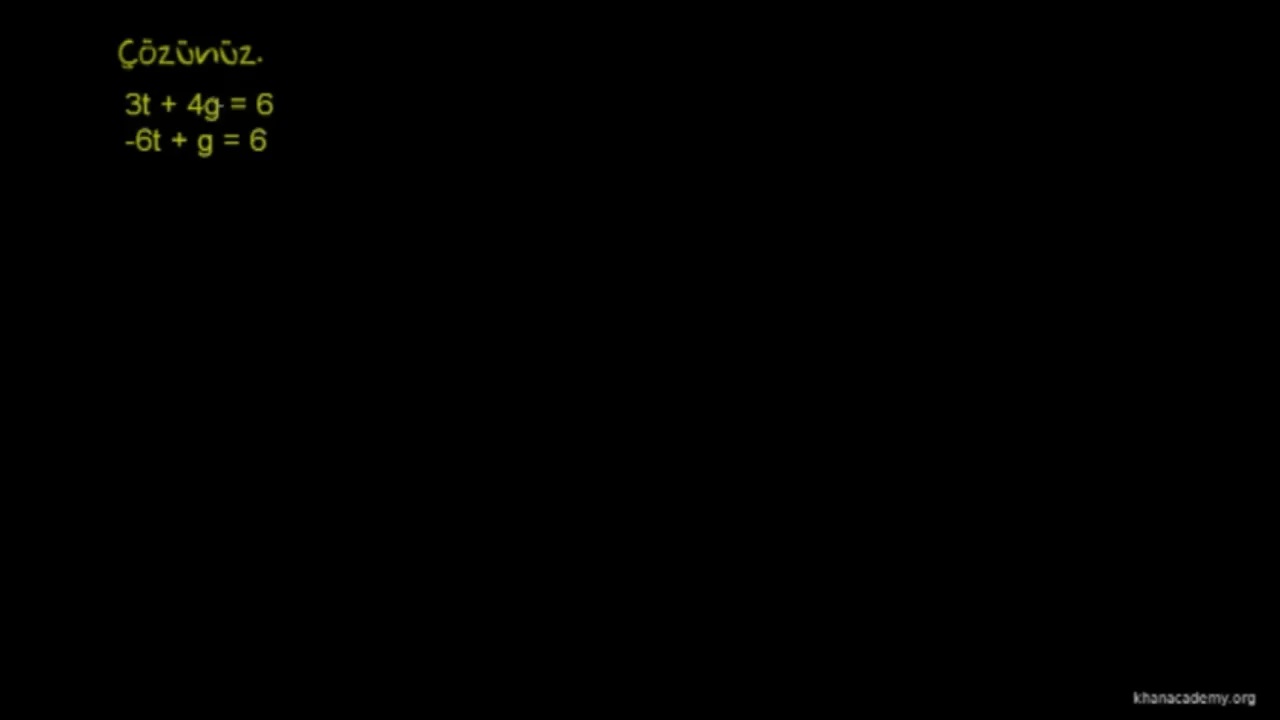 Çözünüz.
3t + 4g = 6
-6t + g = 6
khanacademy.org